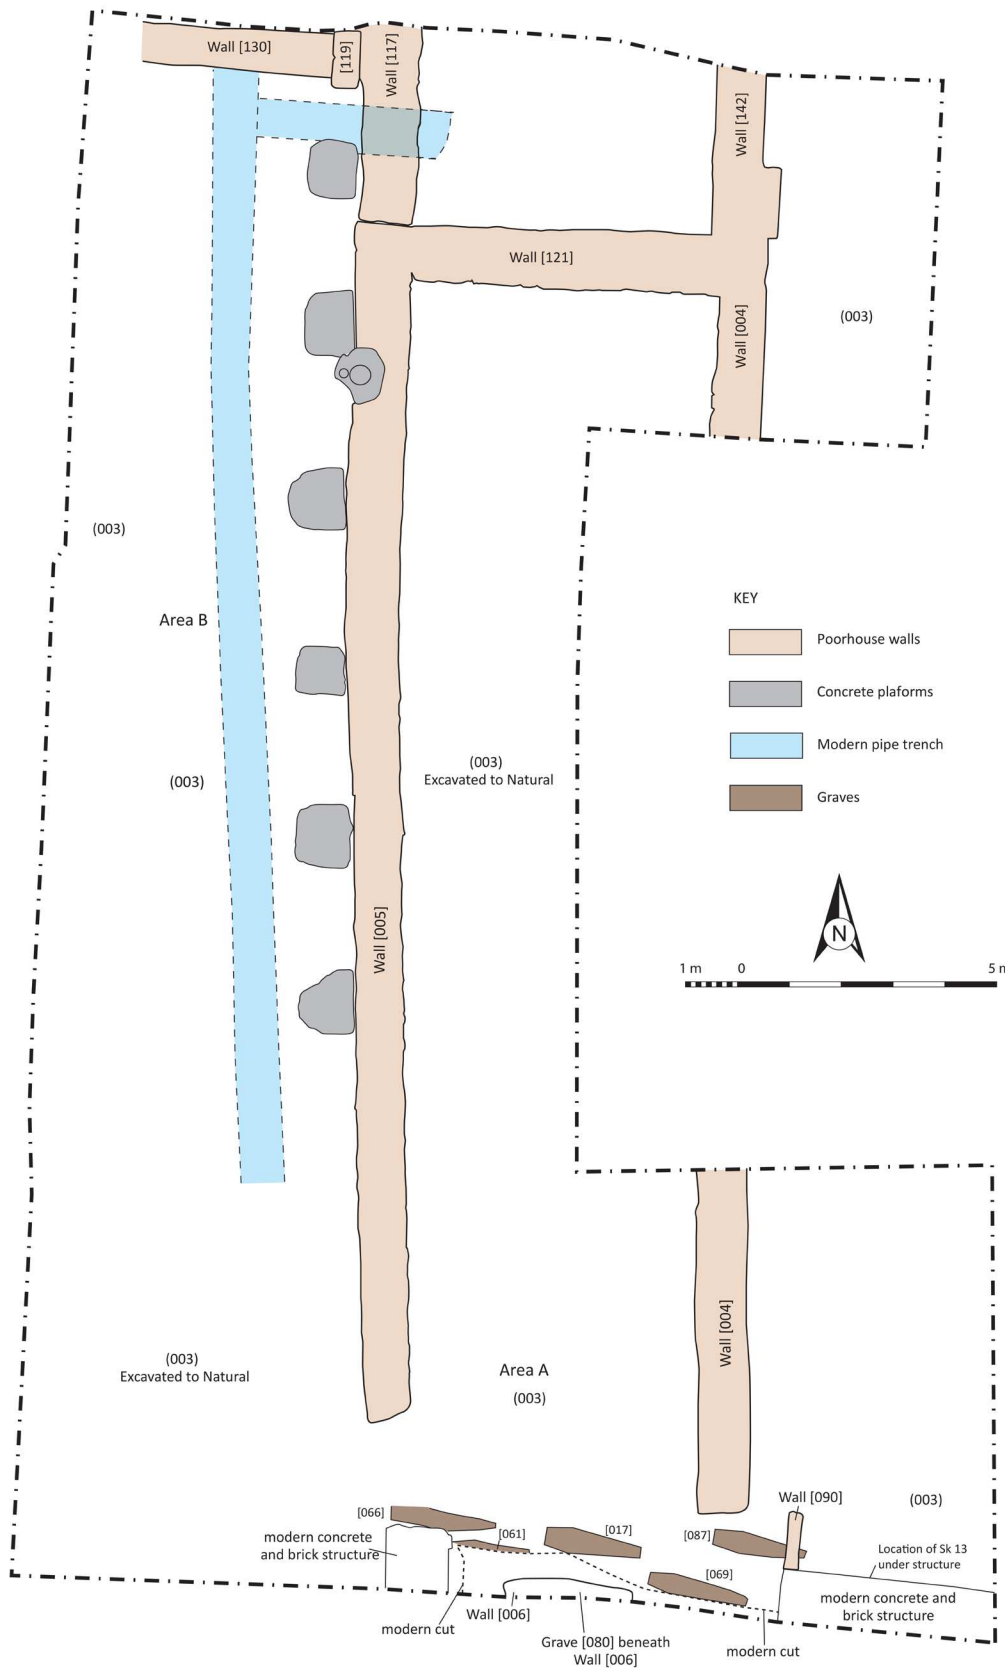 Wall [130]
[119]
Wall [117]
Wall [142]
Wall [121]
Wall [004]
(003)
(003)
Area B
(003)
(003)
Excavated to Natural
KEY
Poorhouse walls
Concrete plaforms
Modern pipe trench
Graves
N
1 m 0 5 m
Wall [005]
Wall [004]
(003)
Excavated to Natural
Area A
(003)
[066]
[061]
[017]
[087]
[069]
Wall [090]
(003)
Location of Sk 13
under structure
modern concrete
and brick structure
modern concrete and
brick structure
modern cut
Wall [006]
Grave [080] beneath
Wall [006]
modern cut